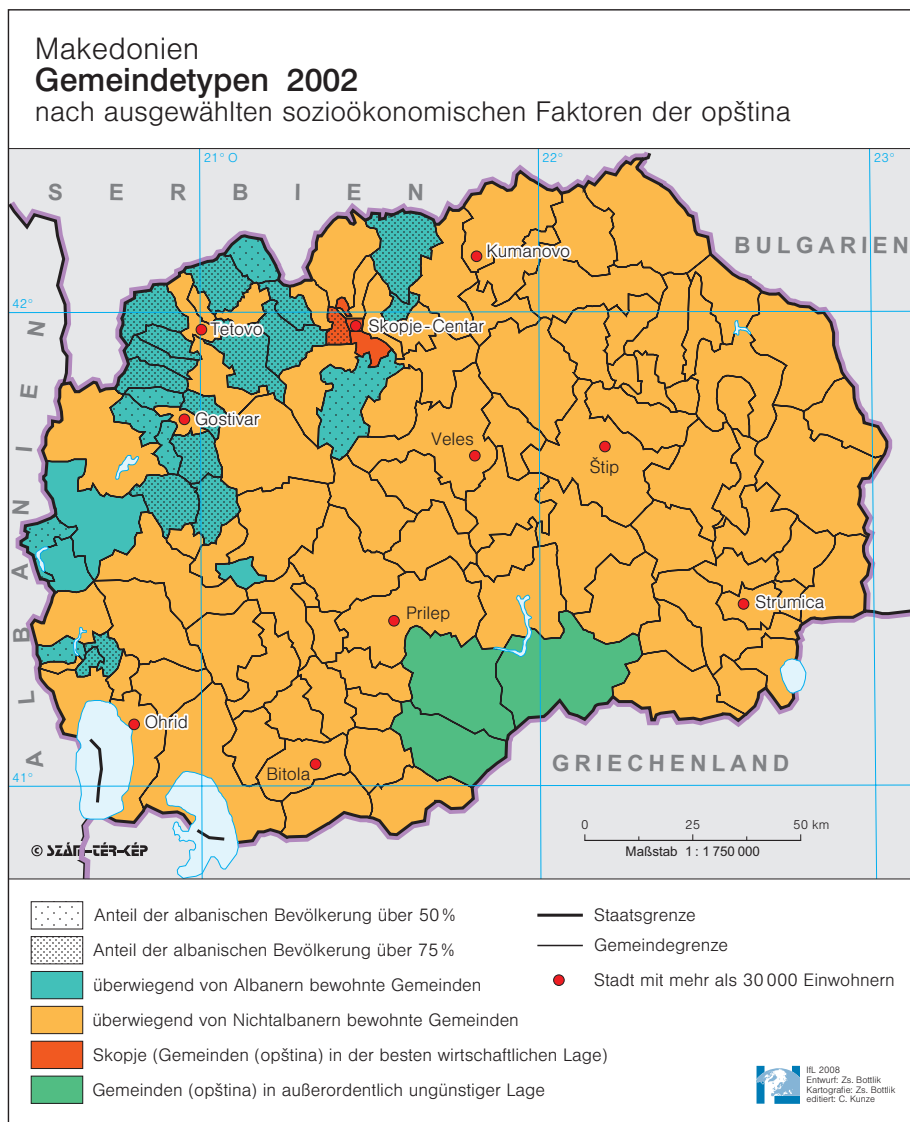 Makedonien
Gemeindetypen 2002
nach ausgewählten sozioökonomischen Faktoren der opština
21° O
22°
23°
SERBIEN
BULGARIEN
Kumanovo
42°
Tetovo
Skopje-Centar
Gostivar
Veles
Štip
ALBANIEN
Prilep
Strumica
Ohrid
Bitola
GRIECHENLAND
41°
0 25 50 km
Maßstab 1 : 1 750 000
© SZÁM-TÉR-KÉP
Anteil der albanischen Bevölkerung über 50 %
Anteil der albanischen Bevölkerung über 75 %
überwiegend von Albanern bewohnte Gemeinden
überwiegend von Nichtalbanern bewohnte Gemeinden
Skopje (Gemeinden (opština) in der besten wirtschaftlichen Lage)
Gemeinden (opština) in außerordentlich ungünstiger Lage
Staatsgrenze
Gemeindegrenze
Stadt mit mehr als 30 000 Einwohnern
IfL 2008
Entwurf: Zs. Bottlik
Kartografie: Zs. Bottlik
editiert: C. Kunze